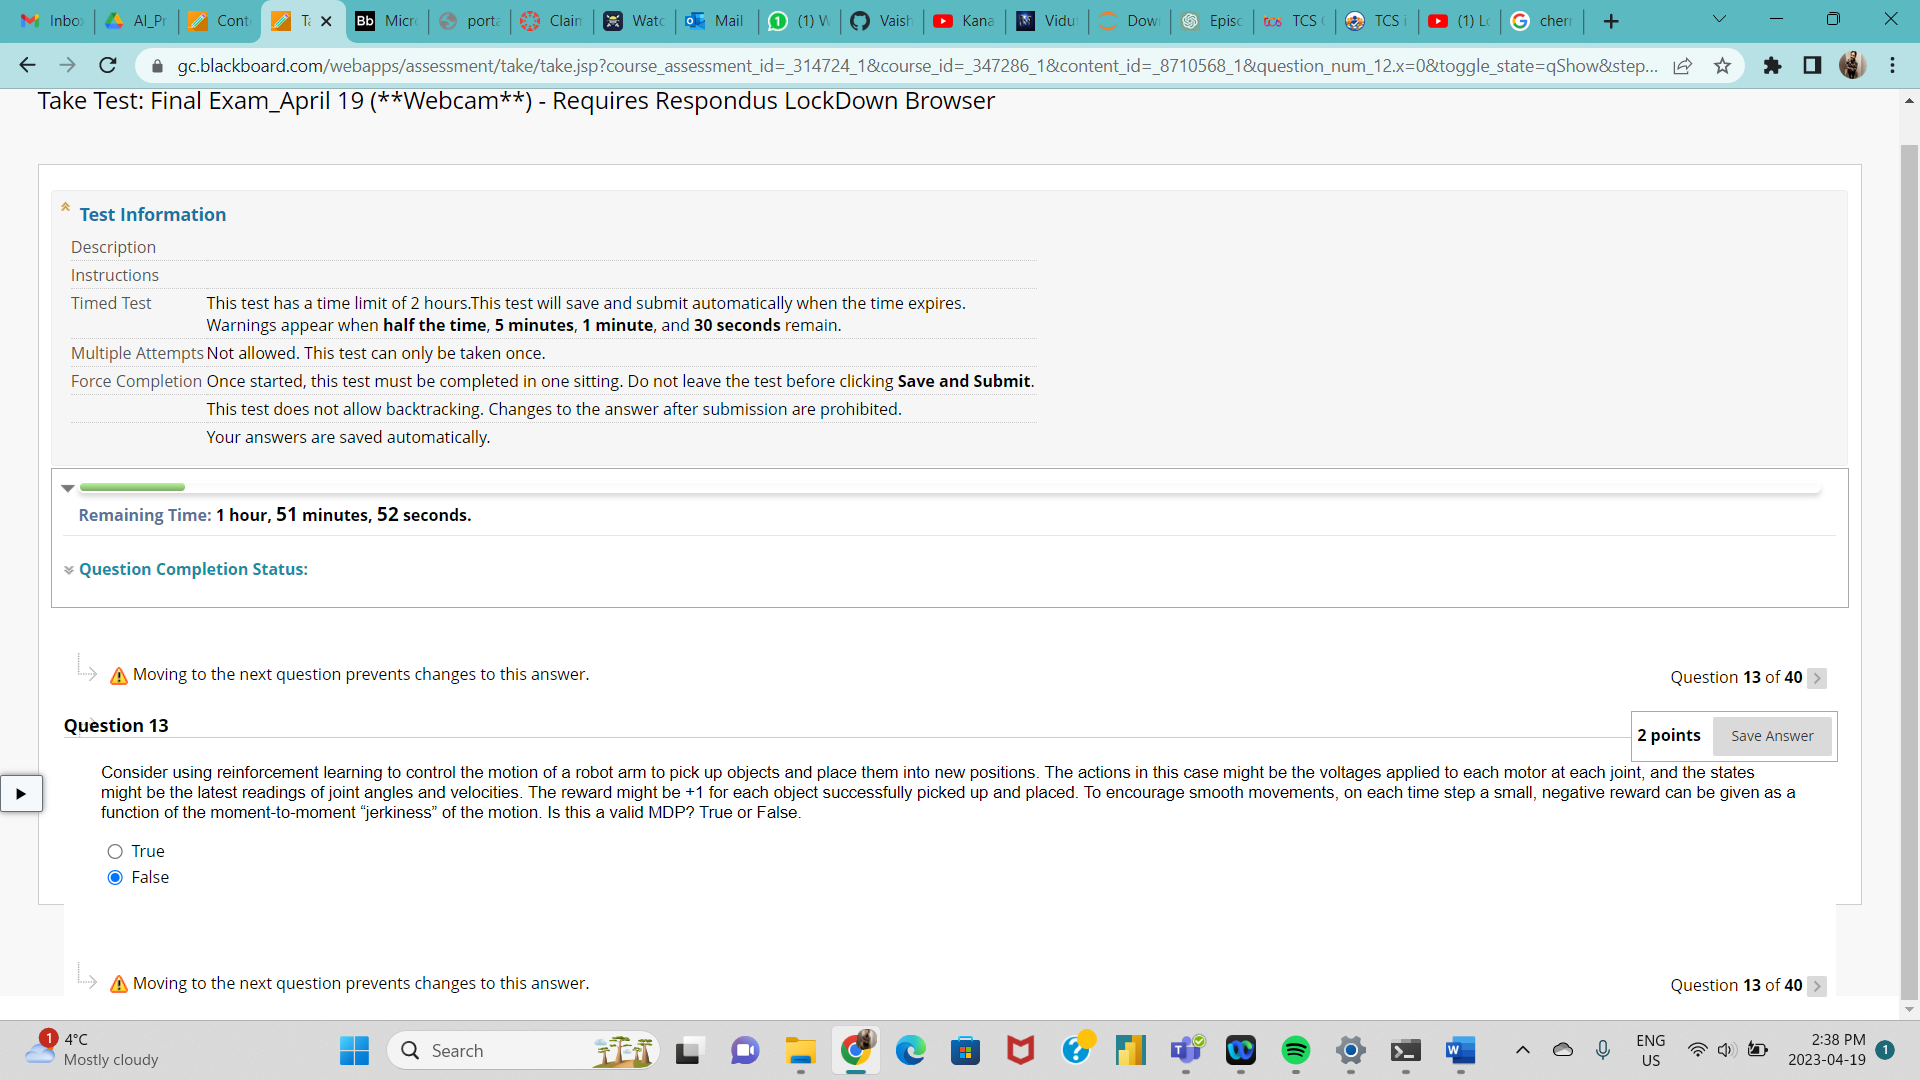 Inbo
AI_Pr
Cont
Ta
Bb Micro
porta
Clain
Watc
Mail
(1) W
Vaish
Kana
Vidu
Dow
Episo
TCS
TCS i
(1) Lo
cher
gc.blackboard.com/webapps/assessment/take/take.jsp?course_assessment_id=_314724_1&course_id=_347286_1&content_id=_8710568_1&question_num_12.x=0&toggle_state=qShow&step...
Take Test: Final Exam_April 19 (**Webcam**) - Requires Respondus LockDown Browser
Test Information
Description
Instructions
Timed Test This test has a time limit of 2 hours.This test will save and submit automatically when the time expires.
Warnings appear when half the time, 5 minutes, 1 minute, and 30 seconds remain.
Multiple Attempts Not allowed. This test can only be taken once.
Force Completion Once started, this test must be completed in one sitting. Do not leave the test before clicking Save and Submit.
This test does not allow backtracking. Changes to the answer after submission are prohibited.
Your answers are saved automatically.
Remaining Time: 1 hour, 51 minutes, 52 seconds.
Question Completion Status:
Moving to the next question prevents changes to this answer.
Question 13 of 40
Question 13
2 points Save Answer
Consider using reinforcement learning to control the motion of a robot arm to pick up objects and place them into new positions. The actions in this case might be the voltages applied to each motor at each joint, and the states
might be the latest readings of joint angles and velocities. The reward might be +1 for each object successfully picked up and placed. To encourage smooth movements, on each time step a small, negative reward can be given as a
function of the moment-to-moment “jerkiness” of the motion. Is this a valid MDP? True or False.
True
False
Moving to the next question prevents changes to this answer.
Question 13 of 40
1
4°C
Mostly cloudy
Search
ENG
US
2:38 PM
2023-04-19
1